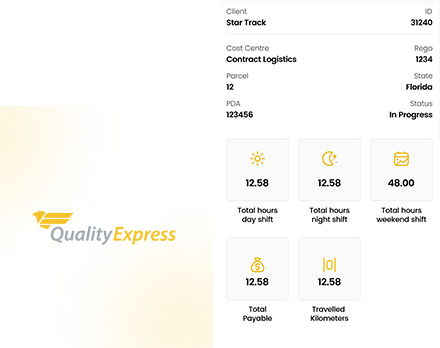 Client ID
Star Track 31240
Cost Centre Rego
Contract Logistics 1234
Parcel State
12 Florida
PDA Status
123456 In Progress
QualityExpress
12.58 12.58 48.00
Total hours Total hours Total hours
day shift night shift weekend shift
12.58 12.58
Total Travelled
Payable Kilometers